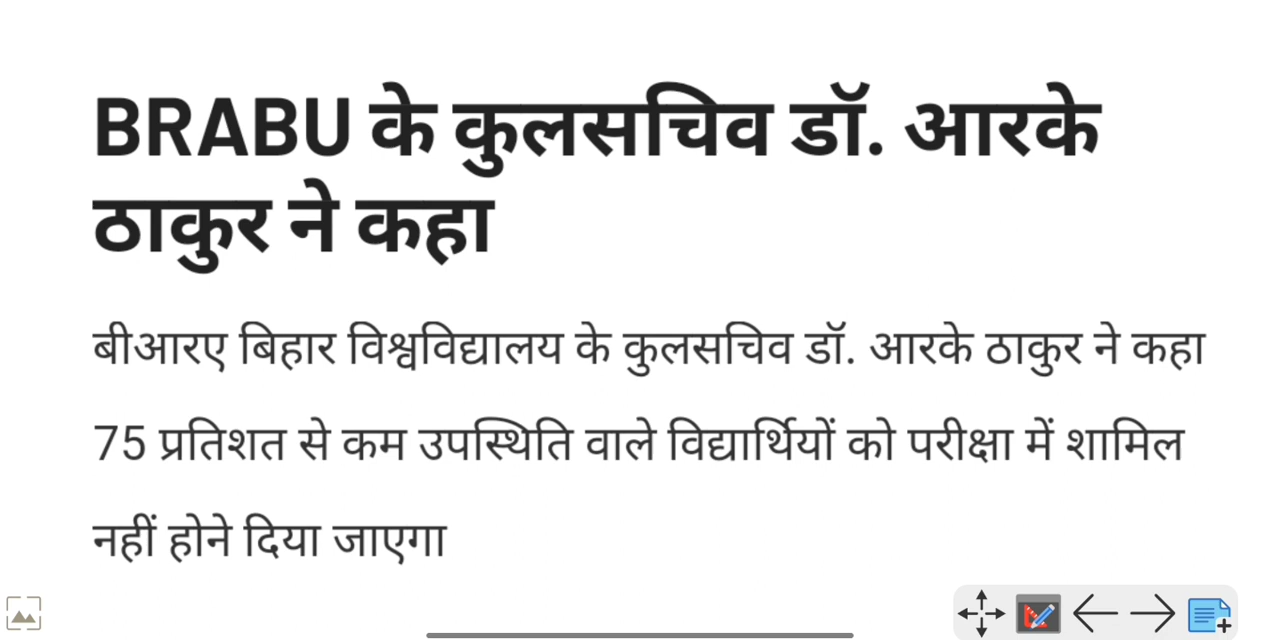 BRABU के कुलसचिव डॉ. आरके
ठाकुर ने कहा
बीआरए बिहार विश्वविद्यालय के कुलसचिव डॉ. आरके ठाकुर ने कहा
75 प्रतिशत से कम उपस्थिति वाले विद्यार्थियों को परीक्षा में शामिल
नहीं होने दिया जाएगा